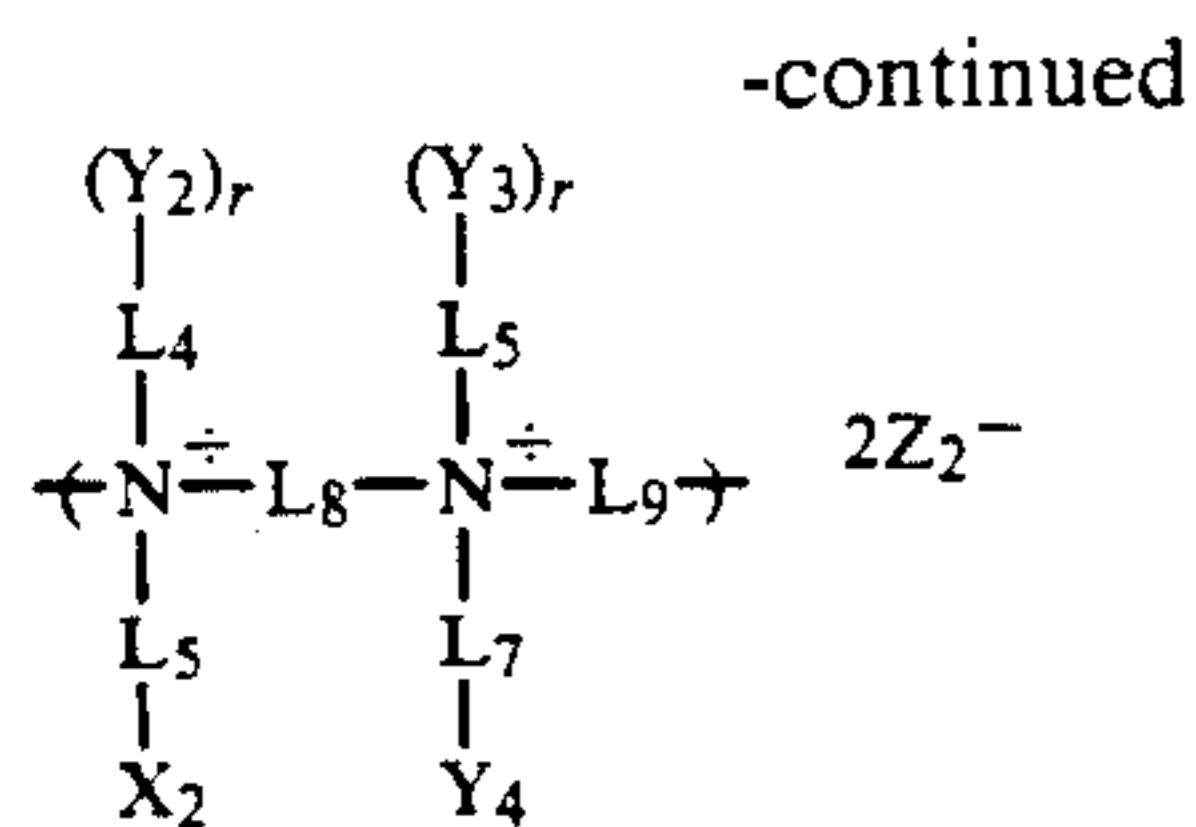 -continued
(Y2)r (Y3)r
L4 L5
N÷ L8 N÷ L9 2Z2−
L5 L7
X2 Y4